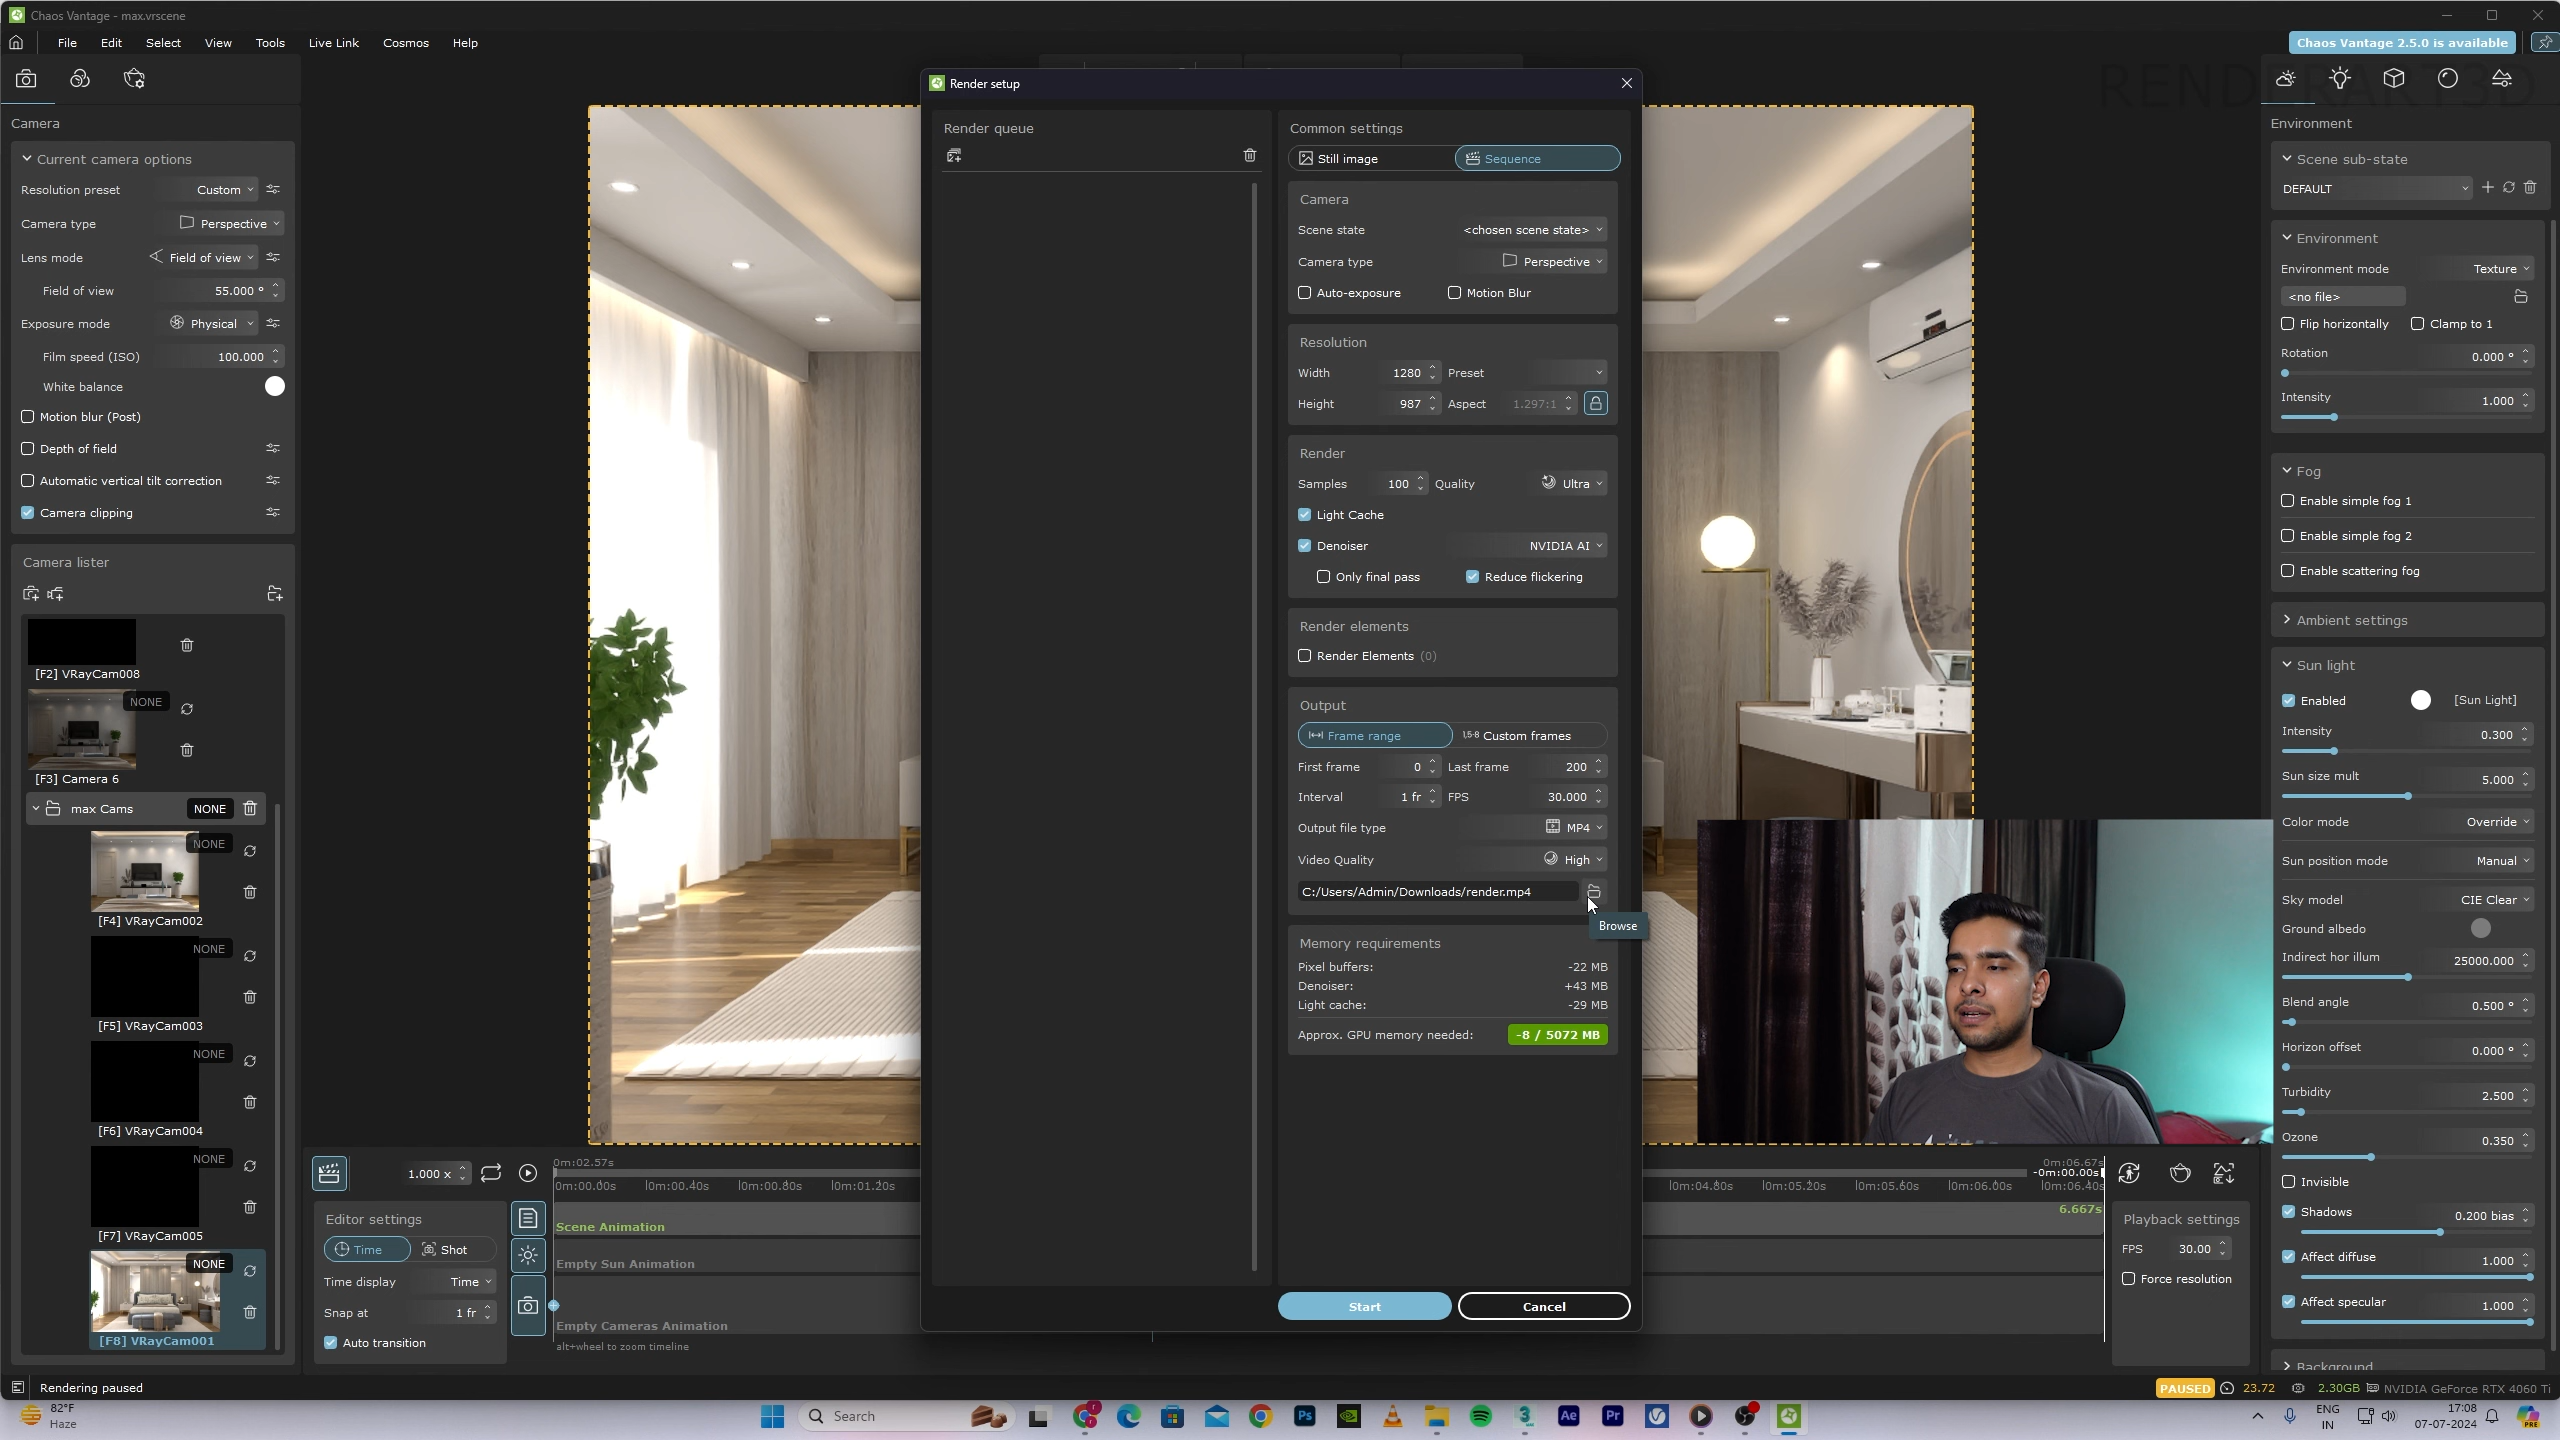 Chaos Vantage - max.vrscene
File Edit Select View Tools Live Link Cosmos Help
Chaos Vantage 2.5.0 is available
RENDERART3D
Camera
Current camera options
Resolution preset Custom
Camera type Perspective
Lens mode Field of view
Field of view 55.000 °
Exposure mode Physical
Film speed (ISO) 100.000
White balance
Motion blur (Post)
Depth of field
Automatic vertical tilt correction
Camera clipping
Camera lister
[F2] VRayCam008
NONE
[F3] Camera 6
max Cams NONE
NONE
[F4] VRayCam002
NONE
[F5] VRayCam003
NONE
[F6] VRayCam004
NONE
[F7] VRayCam005
NONE
[F8] VRayCam001
Render setup
Render queue
Common settings
Still image Sequence
Camera
Scene state <chosen scene state>
Camera type Perspective
Auto-exposure Motion Blur
Resolution
Width 1280 Preset
Height 987 Aspect 1.297:1
Render
Samples 100 Quality Ultra
Light Cache
Denoiser NVIDIA AI
Only final pass Reduce flickering
Render elements
Render Elements (0)
Output
Frame range 1,5-8 Custom frames
First frame 0 Last frame 200
Interval 1 fr FPS 30.000
Output file type MP4
Video Quality High
C:/Users/Admin/Downloads/render.mp4
Browse
Memory requirements
Pixel buffers: -22 MB
Denoiser: +43 MB
Light cache: -29 MB
Approx. GPU memory needed: -8 / 5072 MB
Start Cancel
Environment
Scene sub-state
DEFAULT
Environment
Environment mode Texture
<no file>
Flip horizontally Clamp to 1
Rotation 0.000 °
Intensity 1.000
Fog
Enable simple fog 1
Enable simple fog 2
Enable scattering fog
Ambient settings
Sun light
Enabled [Sun Light]
Intensity 0.300
Sun size mult 5.000
Color mode Override
Sun position mode Manual
Sky model CIE Clear
Ground albedo
Indirect hor illum 25000.000
Blend angle 0.500 °
Horizon offset 0.000 °
Turbidity 2.500
Ozone 0.350
Invisible
Shadows 0.200 bias
Affect diffuse 1.000
Affect specular 1.000
Background
1.000 x
0m:02.57s
0m:00.00s 0m:00.40s 0m:00.80s 0m:01.20s
0m:06.67s
-0m:00.00s
0m:04.80s 0m:05.20s 0m:05.60s 0m:06.00s 0m:06.40s
6.667s
Editor settings
Time Shot
Time display Time
Snap at 1 fr
Auto transition
Scene Animation
Empty Sun Animation
Empty Cameras Animation
alt+wheel to zoom timeline
Playback settings
FPS 30.00
Force resolution
Rendering paused
PAUSED 23.72 2.30GB NVIDIA GeForce RTX 4060 Ti
82°F
Haze
Search
Ps
Ae
Pr
ENG
IN
17:08
07-07-2024
PRE